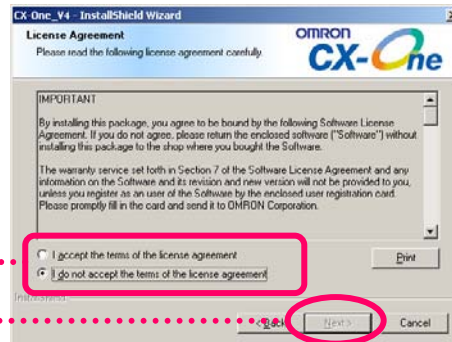 CX-One_V4 - InstallShield Wizard
License Agreement
Please read the following license agreement carefully.
OMRON
CX-One
IMPORTANT
By installing this package, you agree to be bound by the following Software License
Agreement. If you do not agree, please return the enclosed software ("Software") without
installing this package to the shop where you bought the Software.
The warranty service set forth in Section 7 of the Software License Agreement and any
information on the Software and its revision and new version will not be provided to you,
unless you register as an user of the Software by the enclosed user registration card.
Please promptly fill in the card and send it to OMRON Corporation.
I accept the terms of the license agreement
I do not accept the terms of the license agreement
Print
InstallShield
< Back
Next >
Cancel